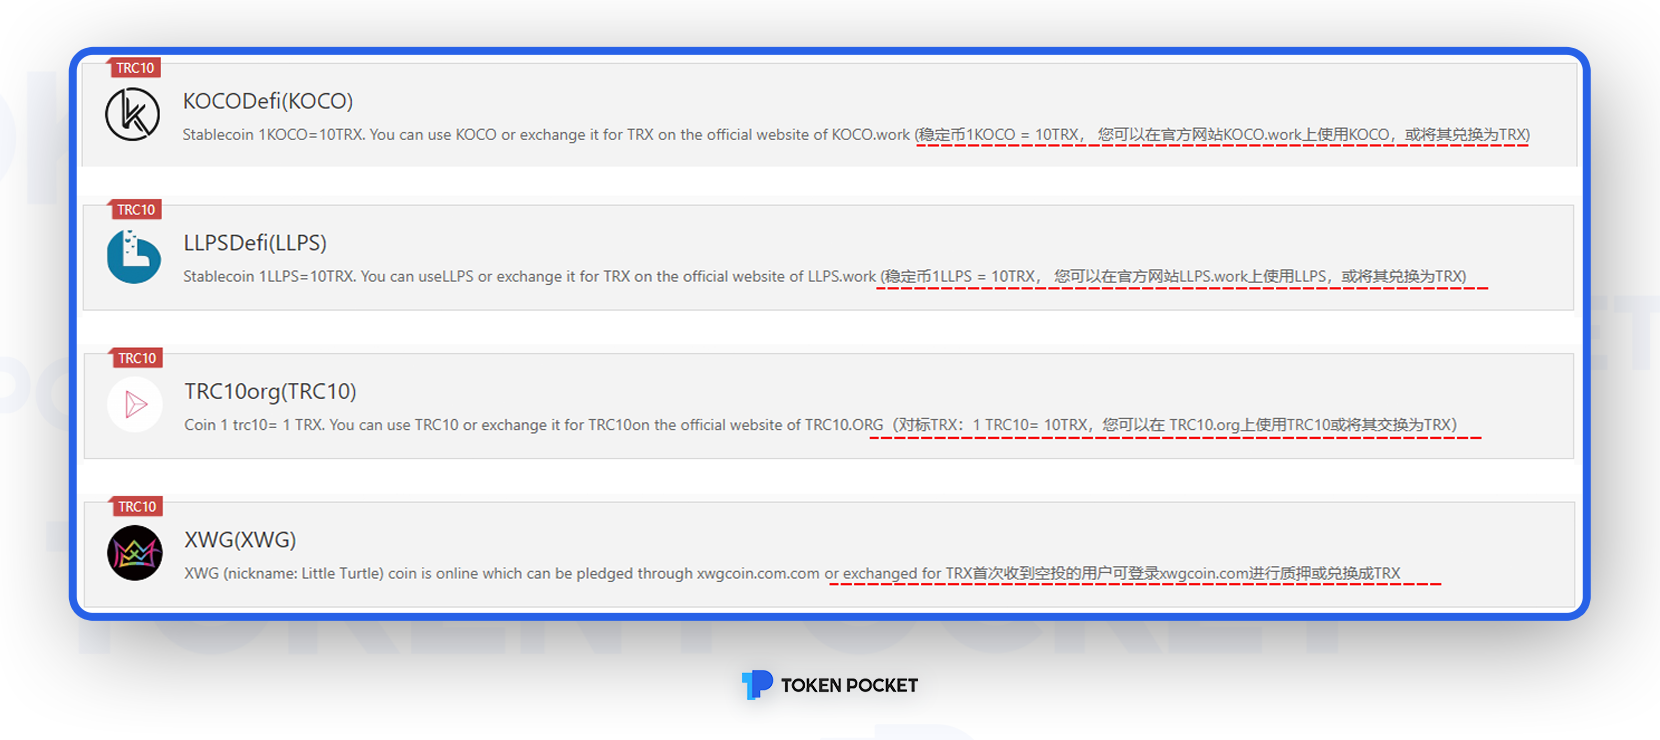 TRC10
KOCODefi(KOCO)
Stablecoin 1KOCO=10TRX. You can use KOCO or exchange it for TRX on the official website of KOCO.work (稳定币1KOCO = 10TRX， 您可以在官方网站KOCO.work上使用KOCO，或将其兑换为TRX)
TRC10
LLPSDefi(LLPS)
Stablecoin 1LLPS=10TRX. You can useLLPS or exchange it for TRX on the official website of LLPS.work (稳定币1LLPS = 10TRX， 您可以在官方网站LLPS.work上使用LLPS，或将其兑换为TRX)
TRC10
TRC10org(TRC10)
Coin 1 trc10= 1 TRX. You can use TRC10 or exchange it for TRC10on the official website of TRC10.ORG（对标TRX：1 TRC10= 10TRX，您可以在 TRC10.org上使用TRC10或将其交换为TRX）
TRC10
XWG(XWG)
XWG (nickname: Little Turtle) coin is online which can be pledged through xwgcoin.com.com or exchanged for TRX首次收到空投的用户可登录xwgcoin.com进行质押或兑换成TRX
TOKEN POCKET
TOKEN POCKET